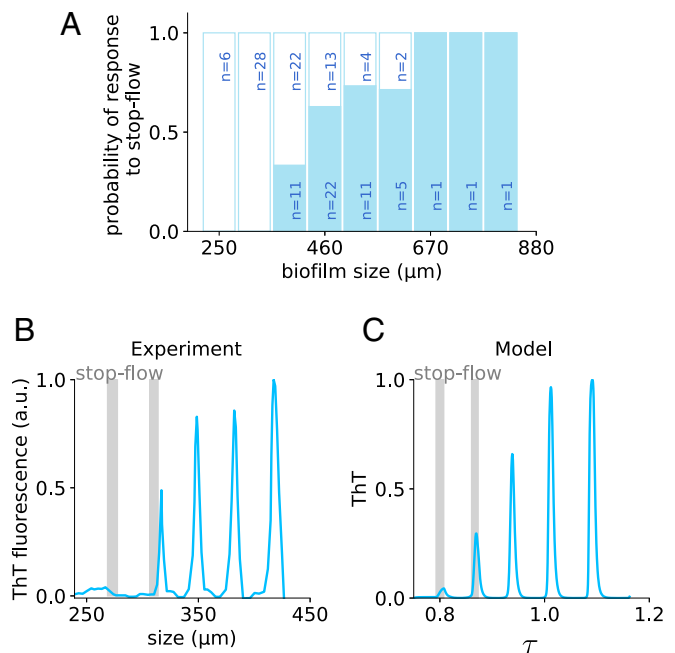 A
probability of response
to stop-flow
1.0
0.5
0.0
n=6
n=28
n=22
n=13
n=4
n=2
n=11
n=22
n=11
n=5
n=1
n=1
n=1
250
460
670
880
biofilm size (μm)
B
Experiment
stop-flow
ThT fluorescence (a.u.)
1.0
0.5
0.0
250
350
450
size (μm)
C
Model
stop-flow
ThT
1.0
0.5
0.0
0.8
1.0
1.2
τ